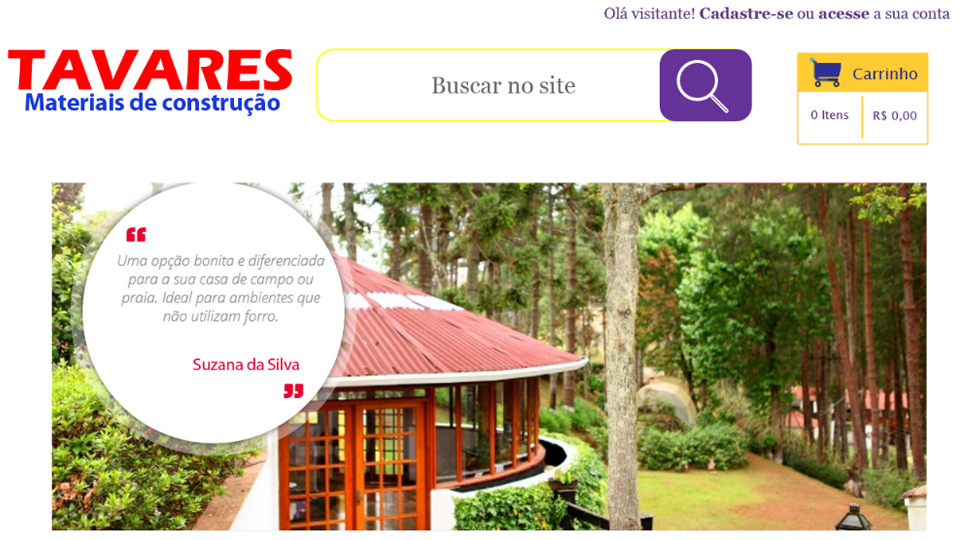 Olá visitante! Cadastre-se ou acesse a sua conta
TAVARES
Materiais de construção
Buscar no site
Carrinho
0 Itens
R$ 0,00
❝
Uma opção bonita e diferenciada
para a sua casa de campo ou
praia. Ideal para ambientes que
não utilizam forro.
Suzana da Silva
❞